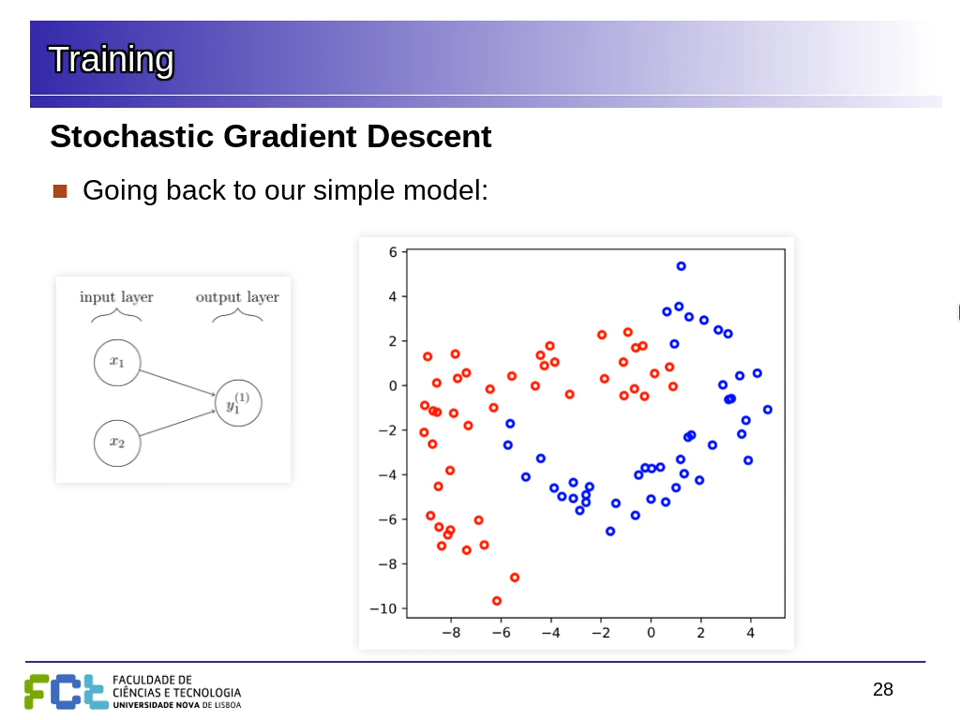 Training
Stochastic Gradient Descent
Going back to our simple model:
input layer output layer
x₁
x₂
y₁⁽¹⁾
6
4
2
0
−2
−4
−6
−8
−10
−8 −6 −4 −2 0 2 4
FCt
FACULDADE DE
CIÊNCIAS E TECNOLOGIA
UNIVERSIDADE NOVA DE LISBOA
28